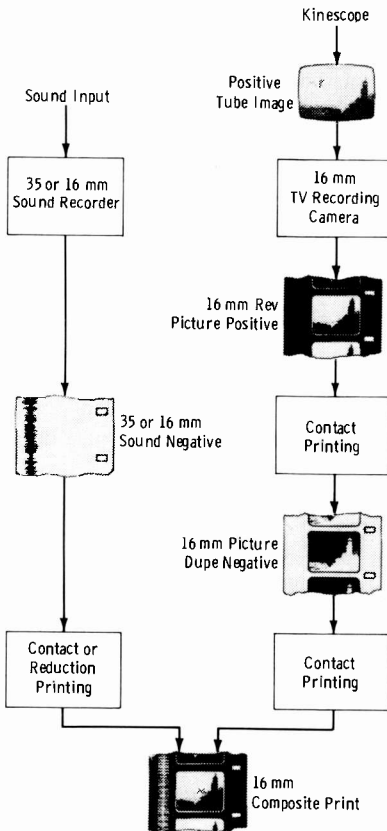 Kinescope
Positive
Tube Image
Sound Input
35 or 16 mm
Sound Recorder
16 mm
TV Recording
Camera
16 mm Rev
Picture Positive
35 or 16 mm
Sound Negative
Contact
Printing
16 mm Picture
Dupe Negative
Contact or
Reduction
Printing
Contact
Printing
16 mm
Composite Print